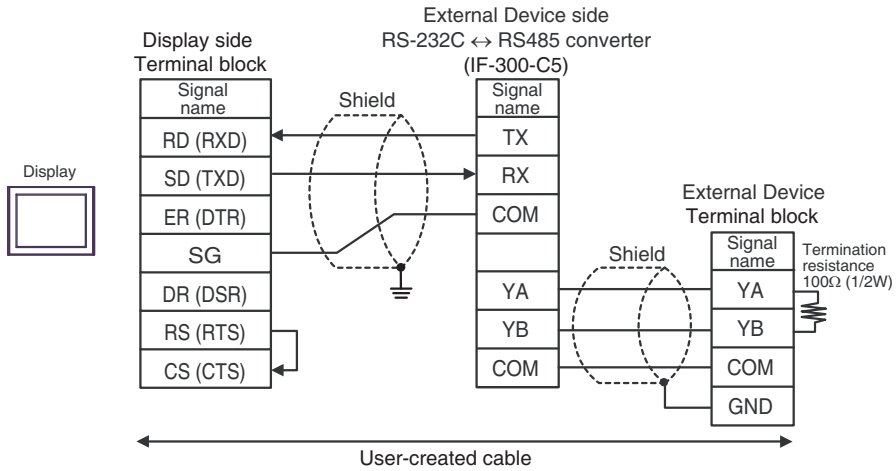 External Device side
RS-232C ↔ RS485 converter
(IF-300-C5)
Display side
Terminal block
Signal
name
RD (RXD)
SD (TXD)
ER (DTR)
SG
DR (DSR)
RS (RTS)
CS (CTS)
Display
Shield
Signal
name
TX
RX
COM
YA
YB
COM
Shield
External Device
Terminal block
Signal
name
YA
YB
COM
GND
Termination
resistance
100Ω (1/2W)
User-created cable